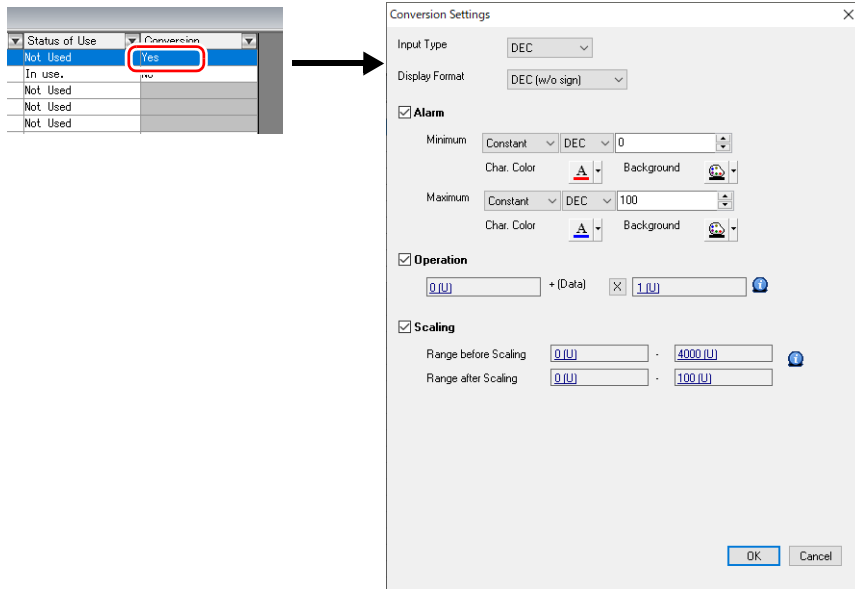 Status of Use Conversion
Not Used Yes
In use. No
Not Used
Not Used
Not Used
Conversion Settings
Input Type DEC
Display Format DEC (w/o sign)
Alarm
Minimum Constant DEC 0
Char. Color A Background
Maximum Constant DEC 100
Char. Color A Background
Operation
0 (U) + (Data) X 1 (U) i
Scaling
Range before Scaling 0 (U) - 4000 (U) i
Range after Scaling 0 (U) - 100 (U)
OK Cancel